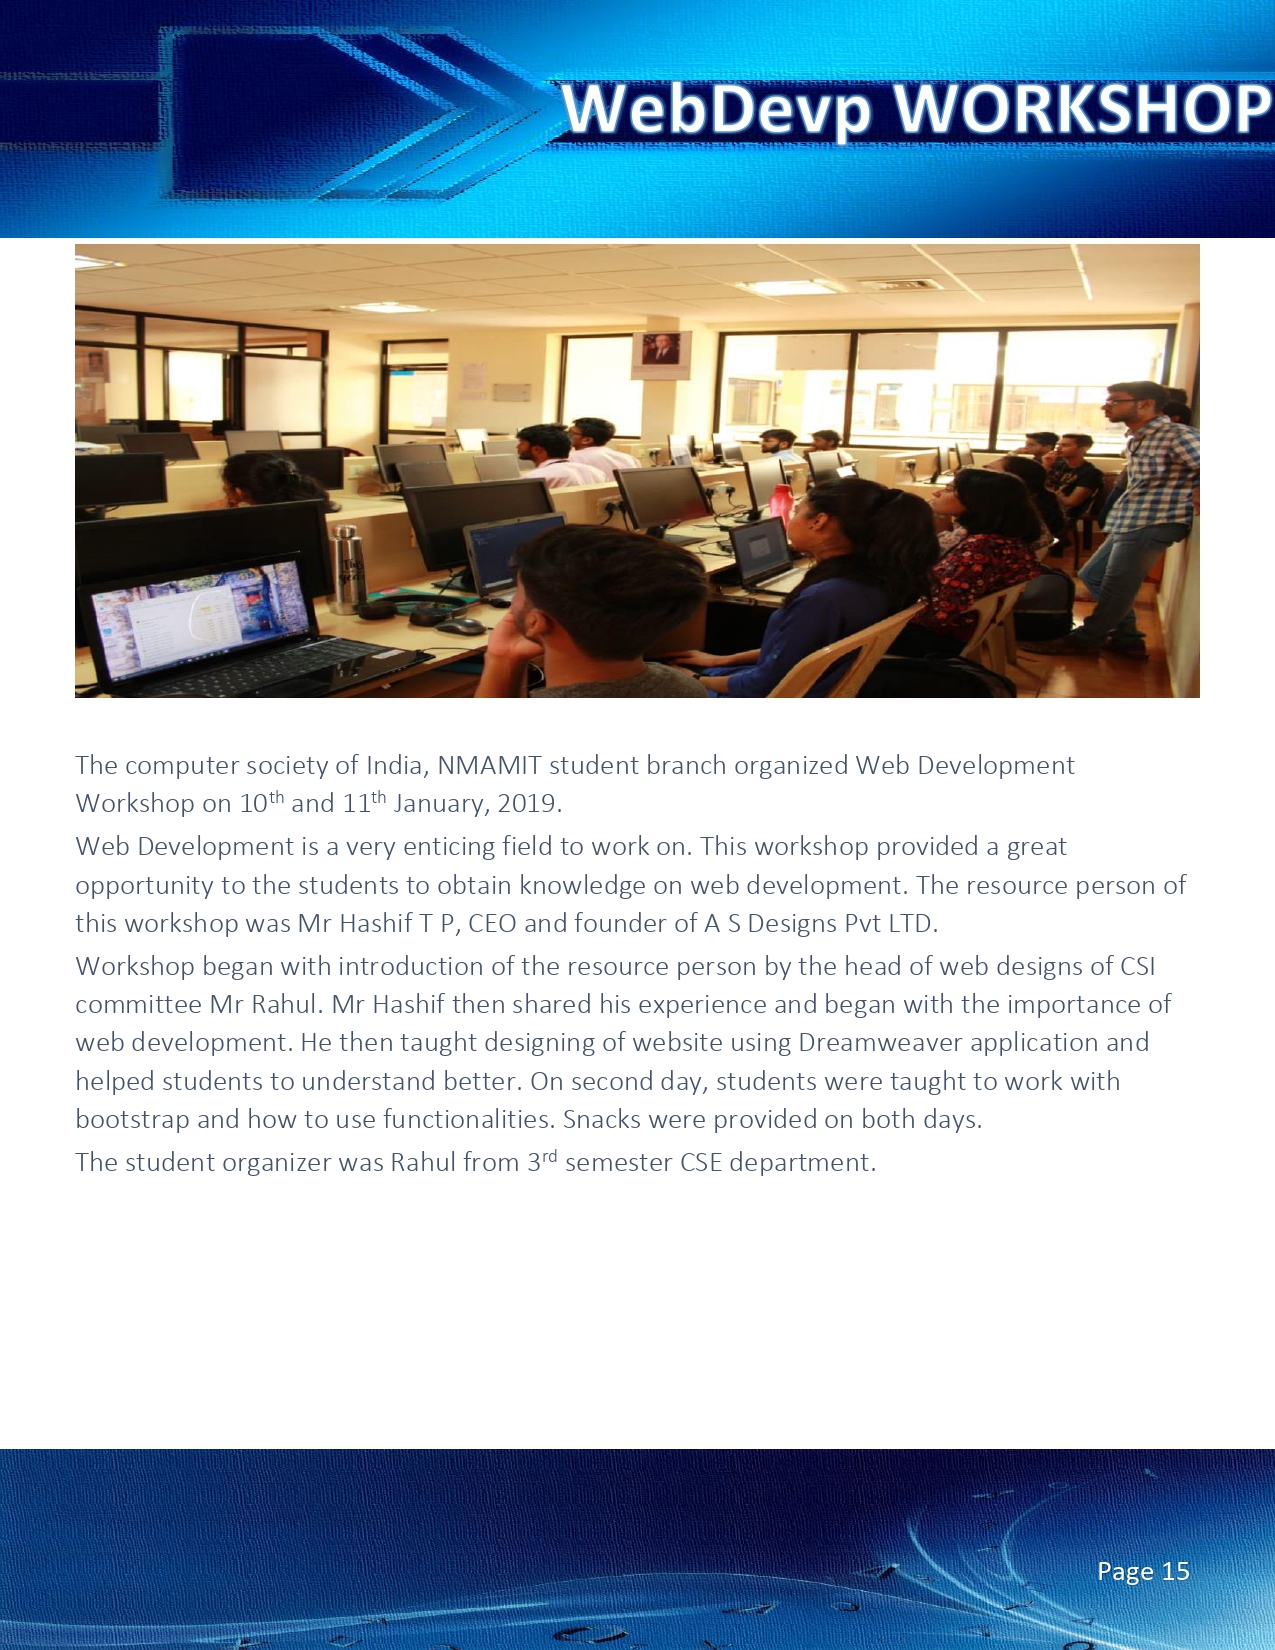 WebDevp WORKSHOP
The computer society of India, NMAMIT student branch organized Web Development
Workshop on 10th and 11th January, 2019.
Web Development is a very enticing field to work on. This workshop provided a great
opportunity to the students to obtain knowledge on web development. The resource person of
this workshop was Mr Hashif T P, CEO and founder of A S Designs Pvt LTD.
Workshop began with introduction of the resource person by the head of web designs of CSI
committee Mr Rahul. Mr Hashif then shared his experience and began with the importance of
web development. He then taught designing of website using Dreamweaver application and
helped students to understand better. On second day, students were taught to work with
bootstrap and how to use functionalities. Snacks were provided on both days.
The student organizer was Rahul from 3rd semester CSE department.
Page 15